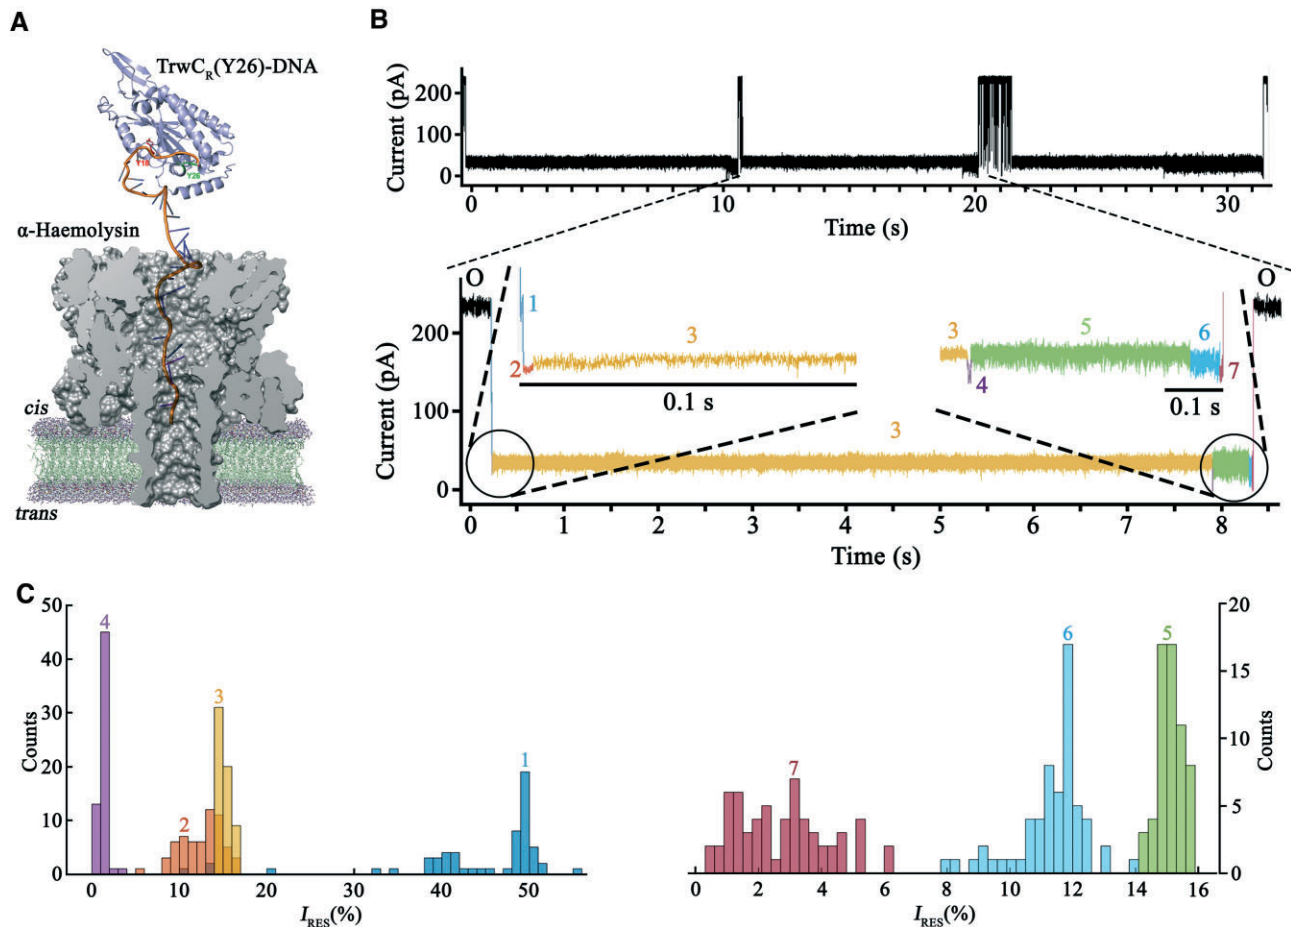 A
TrwC_R(Y26)-DNA
Y26
α-Haemolysin
cis
trans
B
Current (pA)
200
100
0
0 10 20 30
Time (s)
O O
1
2
3
0.1 s
3
4
5
6
7
0.1 s
3
Current (pA)
200
100
0
0 1 2 3 4 5 6 7 8
Time (s)
C
Counts
50
40
30
20
10
0
4
2
3
1
0 10 20 30 40 50
I_RES(%)
7
6
5
0 2 4 6 8 10 12 14 16
I_RES(%)
20
15
10
5
0
Counts